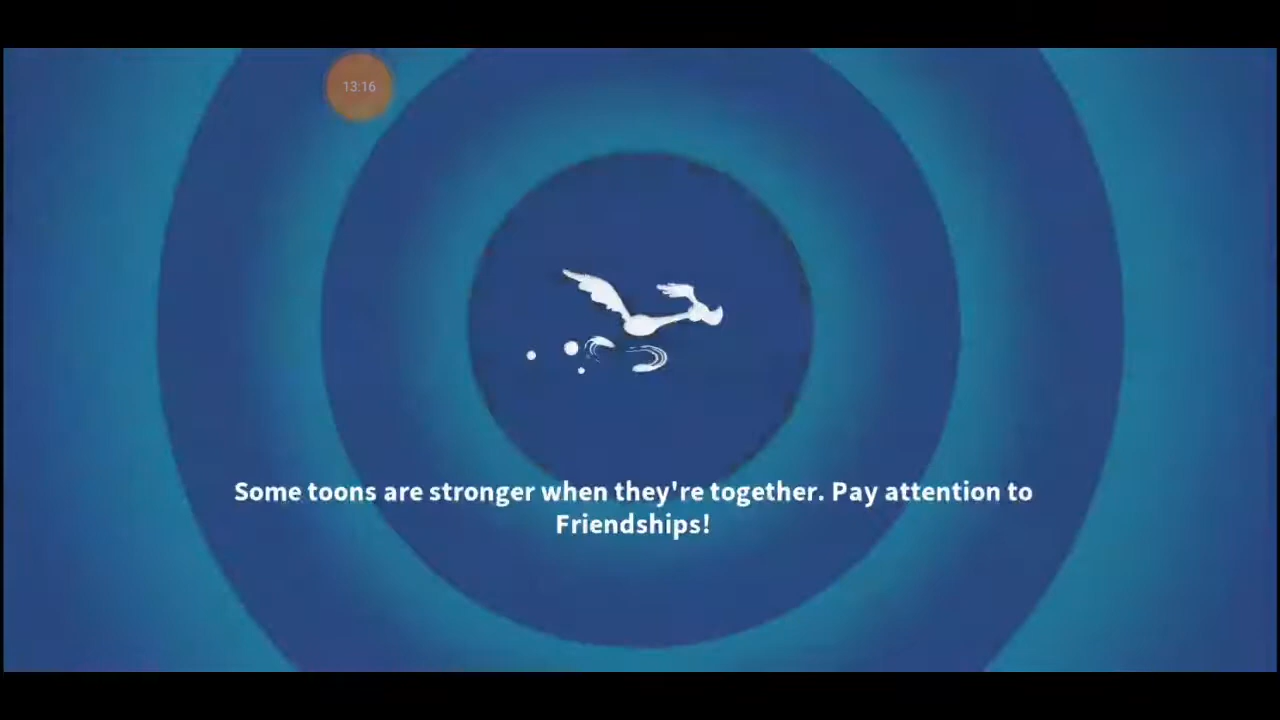 13:16
Some toons are stronger when they're together. Pay attention to
Friendships!